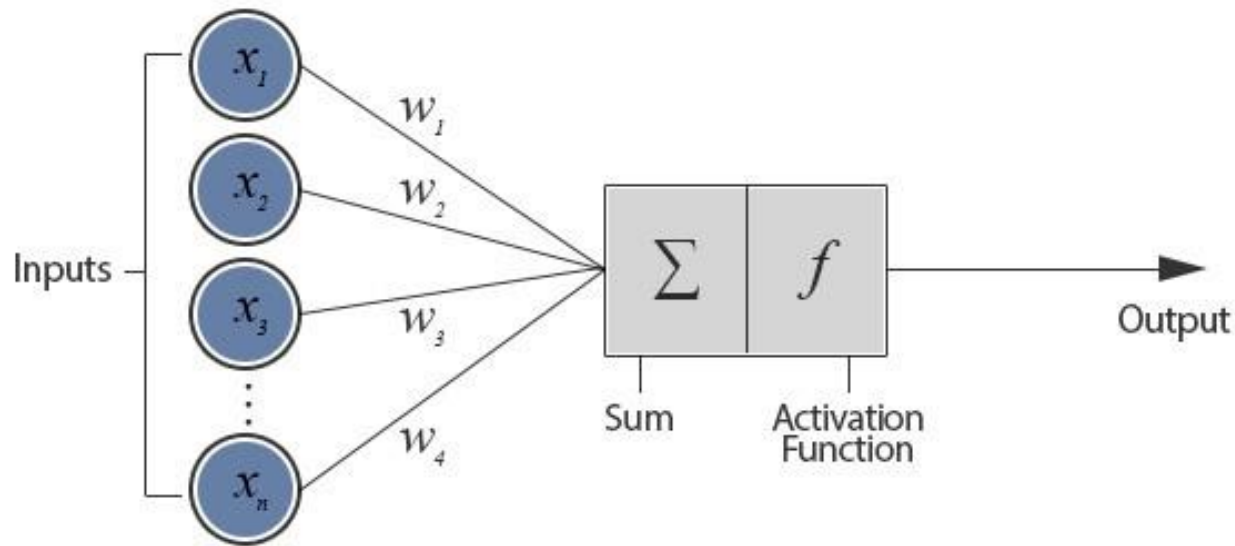 x₁
w₁
x₂
w₂
Inputs
x₃
w₃
xₙ
w₄
∑
f
Output
Sum
Activation
Function